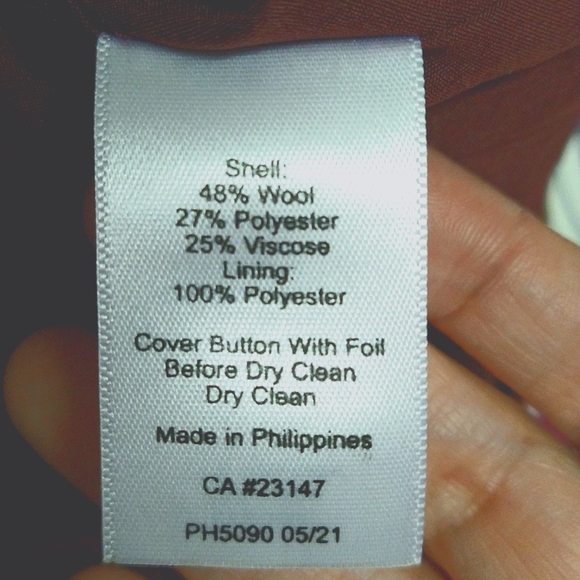 Shell:
48% Wool
27% Polyester
25% Viscose
Lining:
100% Polyester
Cover Button With Foil
Before Dry Clean
Dry Clean
Made in Philippines
CA #23147
PH5090 05/21